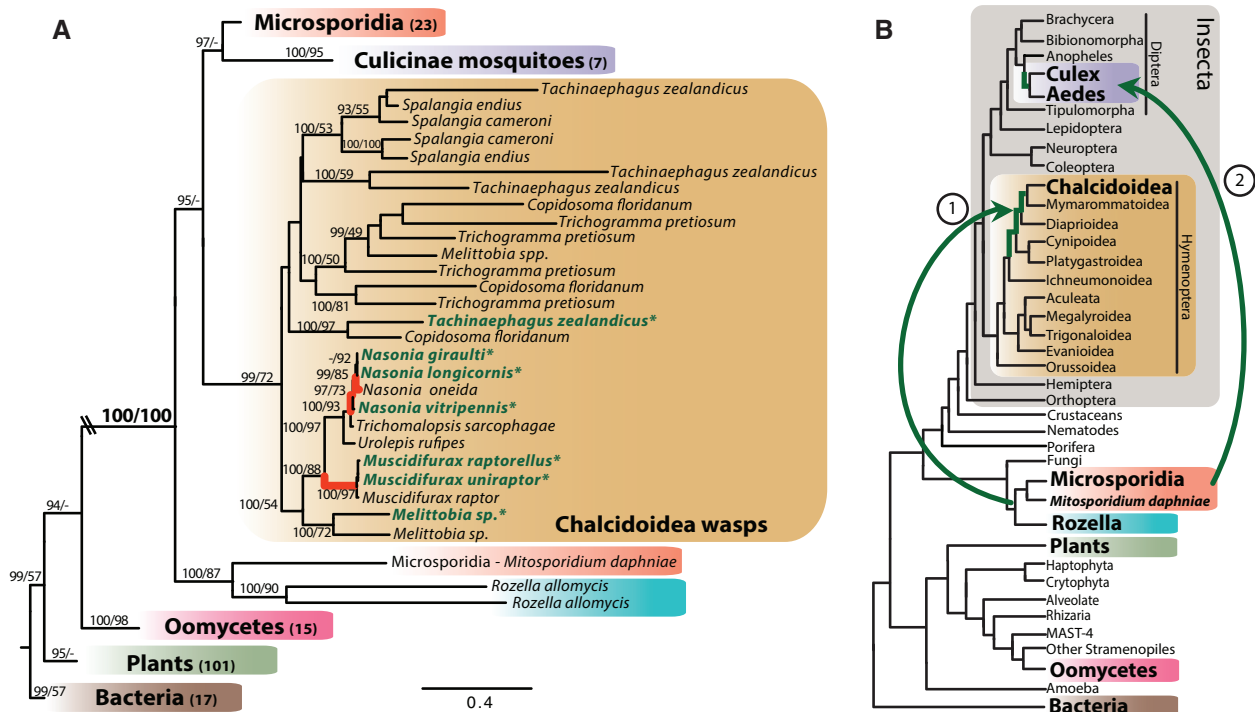 A
Microsporidia (23)
97/-
100/95
Culicinae mosquitoes (7)
Tachinaephagus zealandicus
93/55
Spalangia endius
100/53
Spalangia cameroni
Spalangia cameroni
100/100
Spalangia endius
Tachinaephagus zealandicus
100/59
Tachinaephagus zealandicus
95/-
Copidosoma floridanum
Trichogramma pretiosum
99/49
Trichogramma pretiosum
Melittobia spp.
100/50
Trichogramma pretiosum
Copidosoma floridanum
100/81
Trichogramma pretiosum
Tachinaephagus zealandicus*
100/97
Copidosoma floridanum
-/92
Nasonia giraulti*
99/85
Nasonia longicornis*
99/72
97/73
Nasonia oneida
100/93
Nasonia vitripennis*
100/100
Trichomalopsis sarcophagae
100/97
Urolepis rufipes
Muscidifurax raptorellus*
100/88
Muscidifurax uniraptor*
100/97
Muscidifurax raptor
100/54
Melittobia sp.*
94/-
100/72
Melittobia sp.
Chalcidoidea wasps
Microsporidia - Mitosporidium daphniae
100/87
99/57
100/90
Rozella allomycis
Rozella allomycis
100/98
Oomycetes (15)
95/-
Plants (101)
99/57
Bacteria (17)
0.4
B
Insecta
Brachycera
Bibionomorpha
Diptera
Anopheles
Culex
Aedes
Tipulomorpha
Lepidoptera
Neuroptera
Coleoptera
2
Chalcidoidea
1
Mymarommatoidea
Diaprioidea
Hymenoptera
Cynipoidea
Platygastroidea
Ichneumonoidea
Aculeata
Megalyroidea
Trigonaloidea
Evanioidea
Orussoidea
Hemiptera
Orthoptera
Crustaceans
Nematodes
Porifera
Fungi
Microsporidia
Mitosporidium daphniae
Rozella
Plants
Haptophyta
Crytophyta
Alveolate
Rhizaria
MAST-4
Other Stramenopiles
Oomycetes
Amoeba
Bacteria